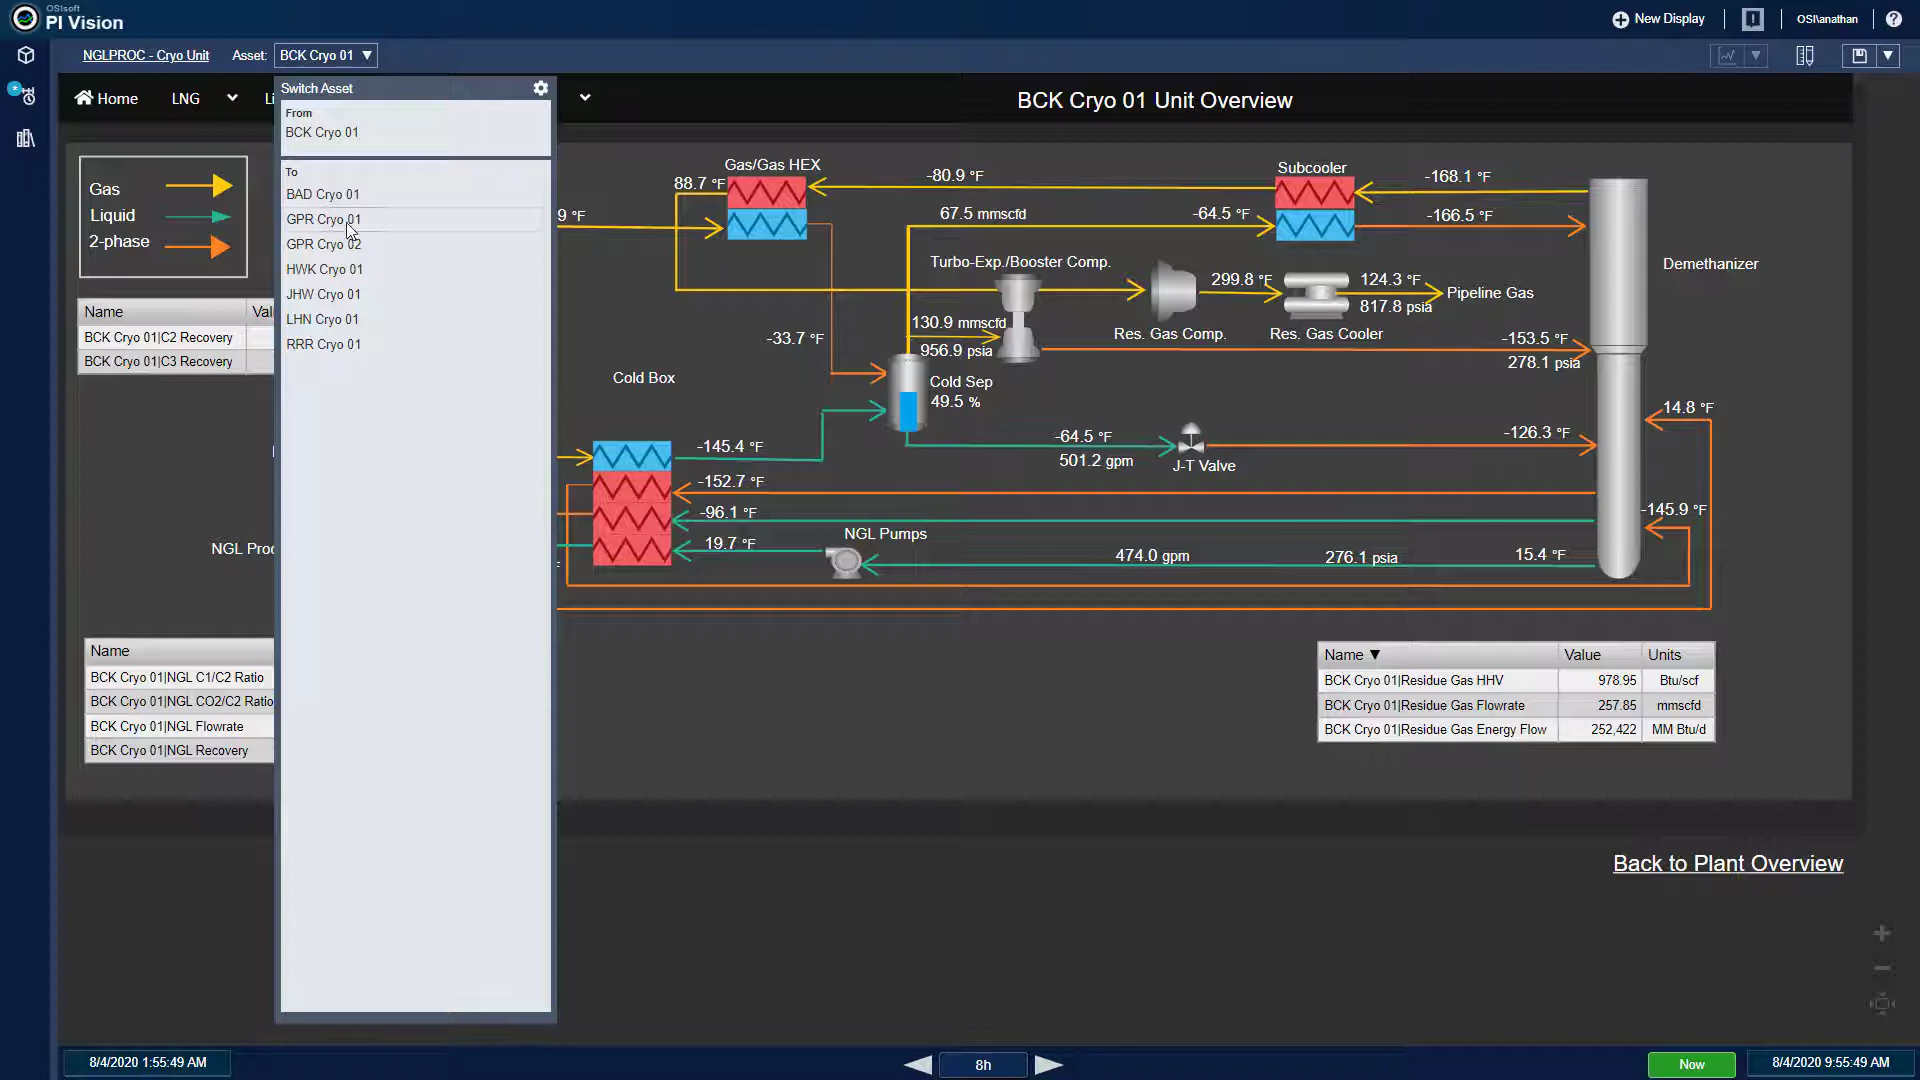 OSIsoft
PI Vision
New Display
OSI\anathan
NGLPROC - Cryo Unit
Asset:
BCK Cryo 01 ▼
Home
LNG
Li
BCK Cryo 01 Unit Overview
Switch Asset
From
BCK Cryo 01
To
BAD Cryo 01
GPR Cryo 01
GPR Cryo 02
HWK Cryo 01
JHW Cryo 01
LHN Cryo 01
RRR Cryo 01
Gas
Liquid
2-phase
Name
Val
BCK Cryo 01|C2 Recovery
BCK Cryo 01|C3 Recovery
NGL Proc
Name
BCK Cryo 01|NGL C1/C2 Ratio
BCK Cryo 01|NGL CO2/C2 Ratio
BCK Cryo 01|NGL Flowrate
BCK Cryo 01|NGL Recovery
9 °F
Gas/Gas HEX
88.7 °F
-80.9 °F
67.5 mmscfd
-64.5 °F
Subcooler
-168.1 °F
-166.5 °F
Demethanizer
Turbo-Exp./Booster Comp.
299.8 °F
124.3 °F
Pipeline Gas
817.8 psia
Res. Gas Comp.
Res. Gas Cooler
130.9 mmscfd
956.9 psia
-33.7 °F
-153.5 °F
278.1 psia
Cold Box
Cold Sep
49.5 %
14.8 °F
-64.5 °F
501.2 gpm
J-T Valve
-126.3 °F
-145.4 °F
-152.7 °F
-96.1 °F
19.7 °F
NGL Pumps
474.0 gpm
276.1 psia
15.4 °F
-145.9 °F
F
Name ▼ Value Units
BCK Cryo 01|Residue Gas HHV 978.95 Btu/scf
BCK Cryo 01|Residue Gas Flowrate 257.85 mmscfd
BCK Cryo 01|Residue Gas Energy Flow 252,422 MM Btu/d
Back to Plant Overview
8/4/2020 1:55:49 AM
8h
Now
8/4/2020 9:55:49 AM